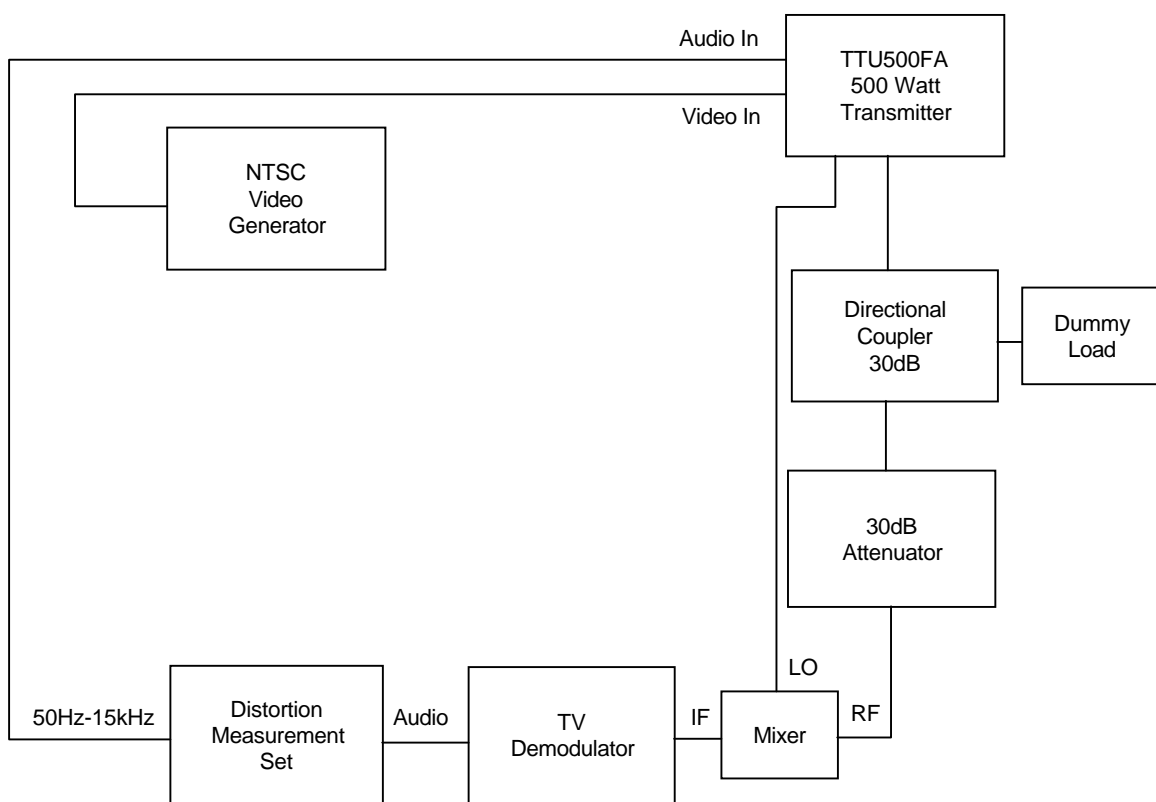 Audio In
TTU500FA
500 Watt
Transmitter
Video In
NTSC
Video
Generator
Directional
Coupler
30dB
Dummy
Load
30dB
Attenuator
LO
50Hz-15kHz
Distortion
Measurement
Set
Audio
TV
Demodulator
IF
Mixer
RF